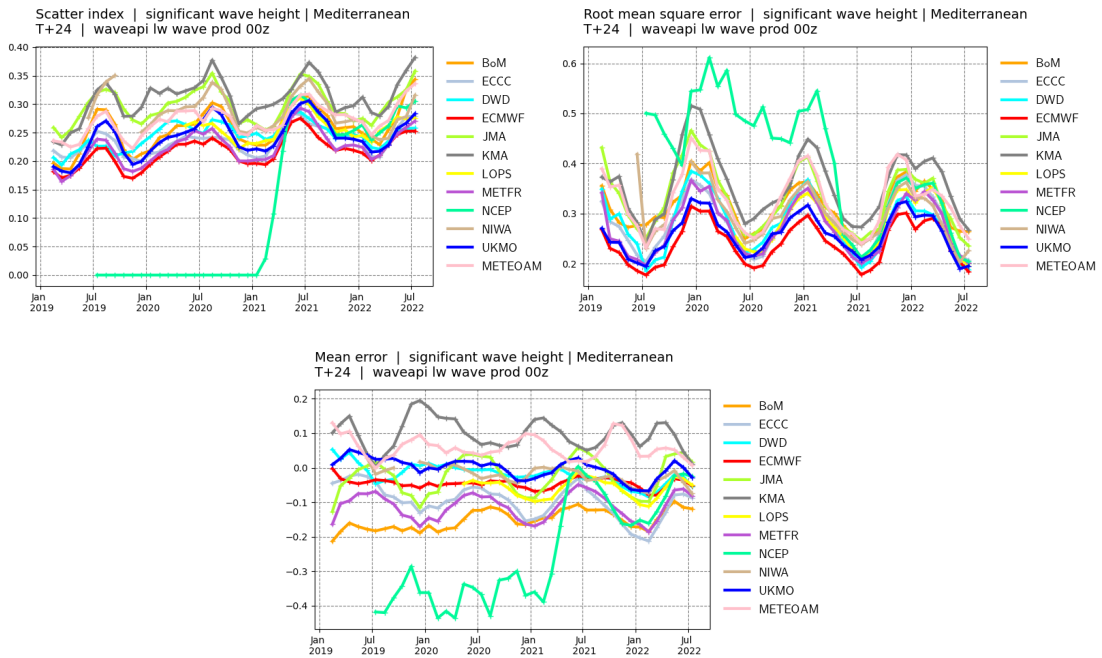 Scatter index | significant wave height | Mediterranean
T+24 | waveapi lw wave prod 00z
0.40
0.35
0.30
0.25
0.20
0.15
0.10
0.05
0.00
Jan 2019
Jul 2019
Jan 2020
Jul 2020
Jan 2021
Jul 2021
Jan 2022
Jul 2022
BoM
ECCC
DWD
ECMWF
JMA
KMA
LOPS
METFR
NCEP
NIWA
UKMO
METEOAM
Root mean square error | significant wave height | Mediterranean
T+24 | waveapi lw wave prod 00z
0.6
0.5
0.4
0.3
0.2
Jan 2019
Jul 2019
Jan 2020
Jul 2020
Jan 2021
Jul 2021
Jan 2022
Jul 2022
BoM
ECCC
DWD
ECMWF
JMA
KMA
LOPS
METFR
NCEP
NIWA
UKMO
METEOAM
Mean error | significant wave height | Mediterranean
T+24 | waveapi lw wave prod 00z
0.2
0.1
0.0
−0.1
−0.2
−0.3
−0.4
Jan 2019
Jul 2019
Jan 2020
Jul 2020
Jan 2021
Jul 2021
Jan 2022
Jul 2022
BoM
ECCC
DWD
ECMWF
JMA
KMA
LOPS
METFR
NCEP
NIWA
UKMO
METEOAM